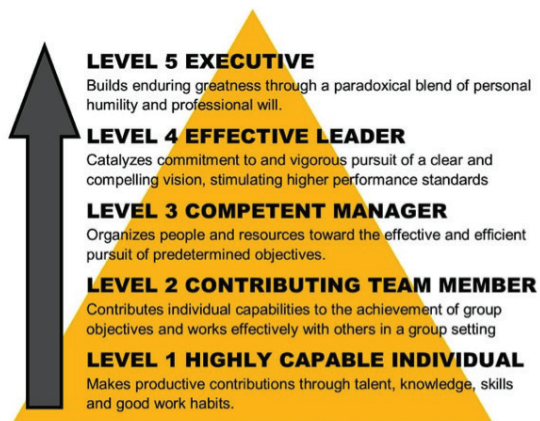 LEVEL 5 EXECUTIVE
Builds enduring greatness through a paradoxical blend of personal
humility and professional will.
LEVEL 4 EFFECTIVE LEADER
Catalyzes commitment to and vigorous pursuit of a clear and
compelling vision, stimulating higher performance standards
LEVEL 3 COMPETENT MANAGER
Organizes people and resources toward the effective and efficient
pursuit of predetermined objectives.
LEVEL 2 CONTRIBUTING TEAM MEMBER
Contributes individual capabilities to the achievement of group
objectives and works effectively with others in a group setting
LEVEL 1 HIGHLY CAPABLE INDIVIDUAL
Makes productive contributions through talent, knowledge, skills
and good work habits.